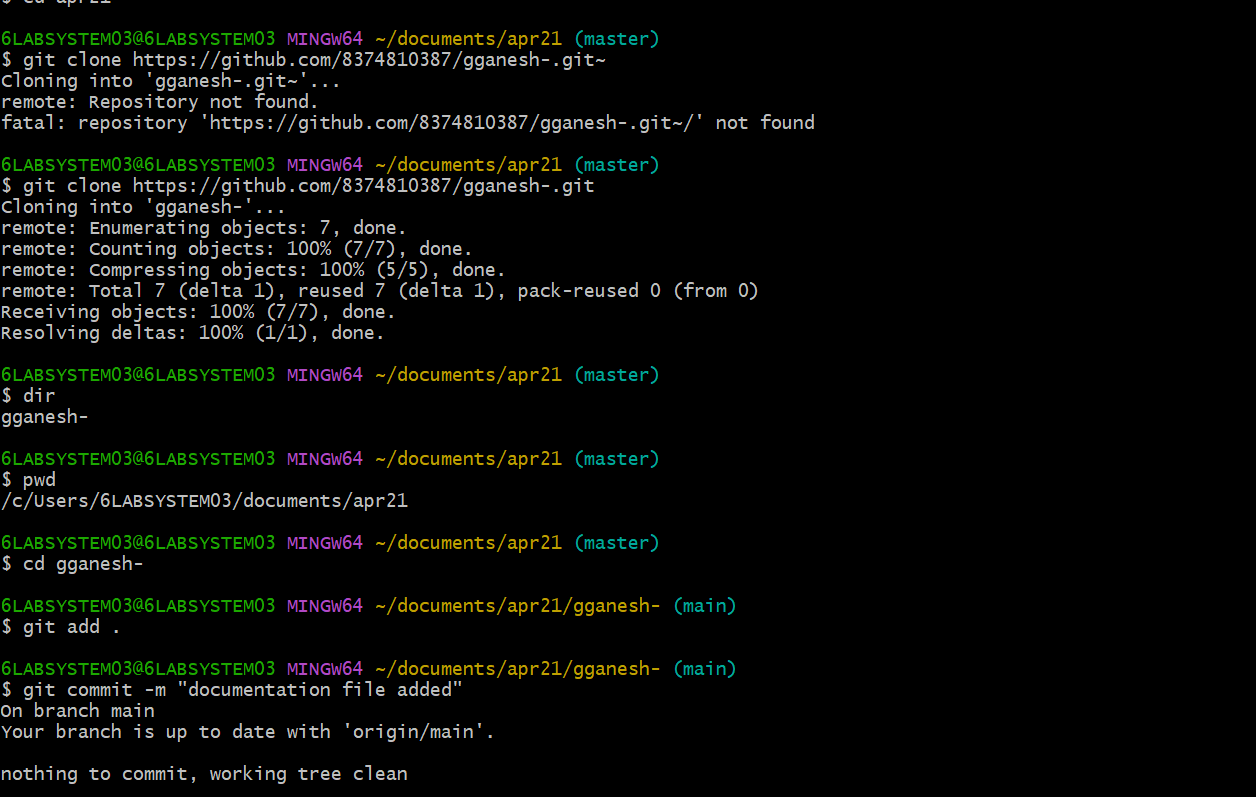 $ cd apr21
6LABSYSTEM03@6LABSYSTEM03 MINGW64 ~/documents/apr21 (master)
$ git clone https://github.com/8374810387/gganesh-.git~
Cloning into 'gganesh-.git~'...
remote: Repository not found.
fatal: repository 'https://github.com/8374810387/gganesh-.git~/' not found
6LABSYSTEM03@6LABSYSTEM03 MINGW64 ~/documents/apr21 (master)
$ git clone https://github.com/8374810387/gganesh-.git
Cloning into 'gganesh-'...
remote: Enumerating objects: 7, done.
remote: Counting objects: 100% (7/7), done.
remote: Compressing objects: 100% (5/5), done.
remote: Total 7 (delta 1), reused 7 (delta 1), pack-reused 0 (from 0)
Receiving objects: 100% (7/7), done.
Resolving deltas: 100% (1/1), done.
6LABSYSTEM03@6LABSYSTEM03 MINGW64 ~/documents/apr21 (master)
$ dir
gganesh-
6LABSYSTEM03@6LABSYSTEM03 MINGW64 ~/documents/apr21 (master)
$ pwd
/c/Users/6LABSYSTEM03/documents/apr21
6LABSYSTEM03@6LABSYSTEM03 MINGW64 ~/documents/apr21 (master)
$ cd gganesh-
6LABSYSTEM03@6LABSYSTEM03 MINGW64 ~/documents/apr21/gganesh- (main)
$ git add .
6LABSYSTEM03@6LABSYSTEM03 MINGW64 ~/documents/apr21/gganesh- (main)
$ git commit -m "documentation file added"
On branch main
Your branch is up to date with 'origin/main'.
nothing to commit, working tree clean